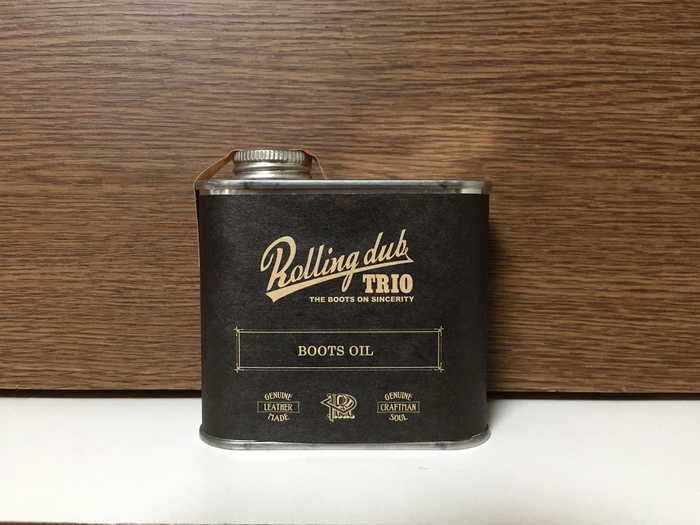 Rolling dub
TRIO
THE BOOTS ON SINCERITY
BOOTS OIL
GENUINE
LEATHER
MADE
GENUINE
CRAFTMAN
SOUL